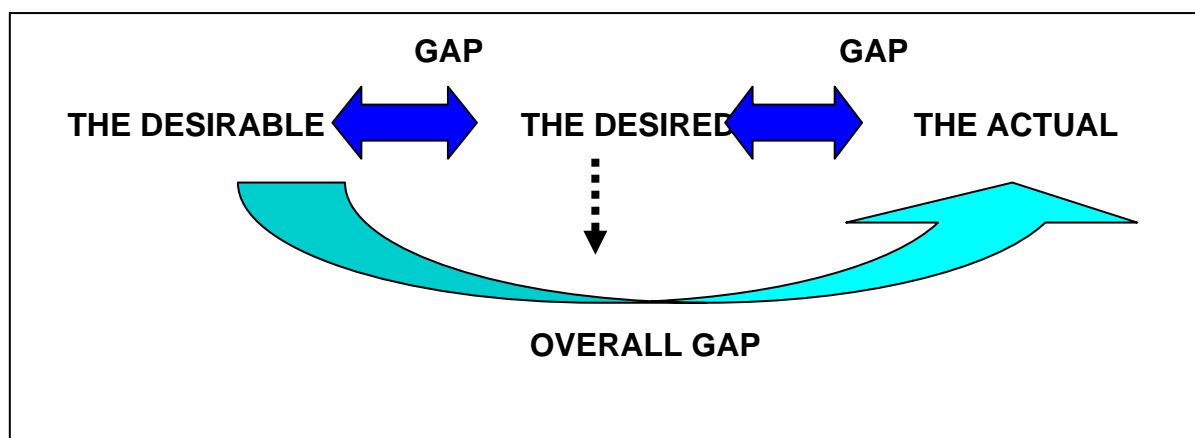 GAP GAP
THE DESIRABLE THE DESIRED THE ACTUAL
OVERALL GAP